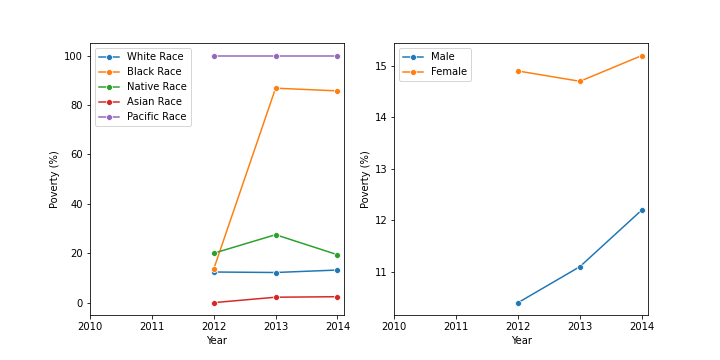 White Race
Black Race
Native Race
Asian Race
Pacific Race
100
80
60
40
20
0
Poverty (%)
2010 2011 2012 2013 2014
Year
Male
Female
15
14
13
12
11
Poverty (%)
2010 2011 2012 2013 2014
Year